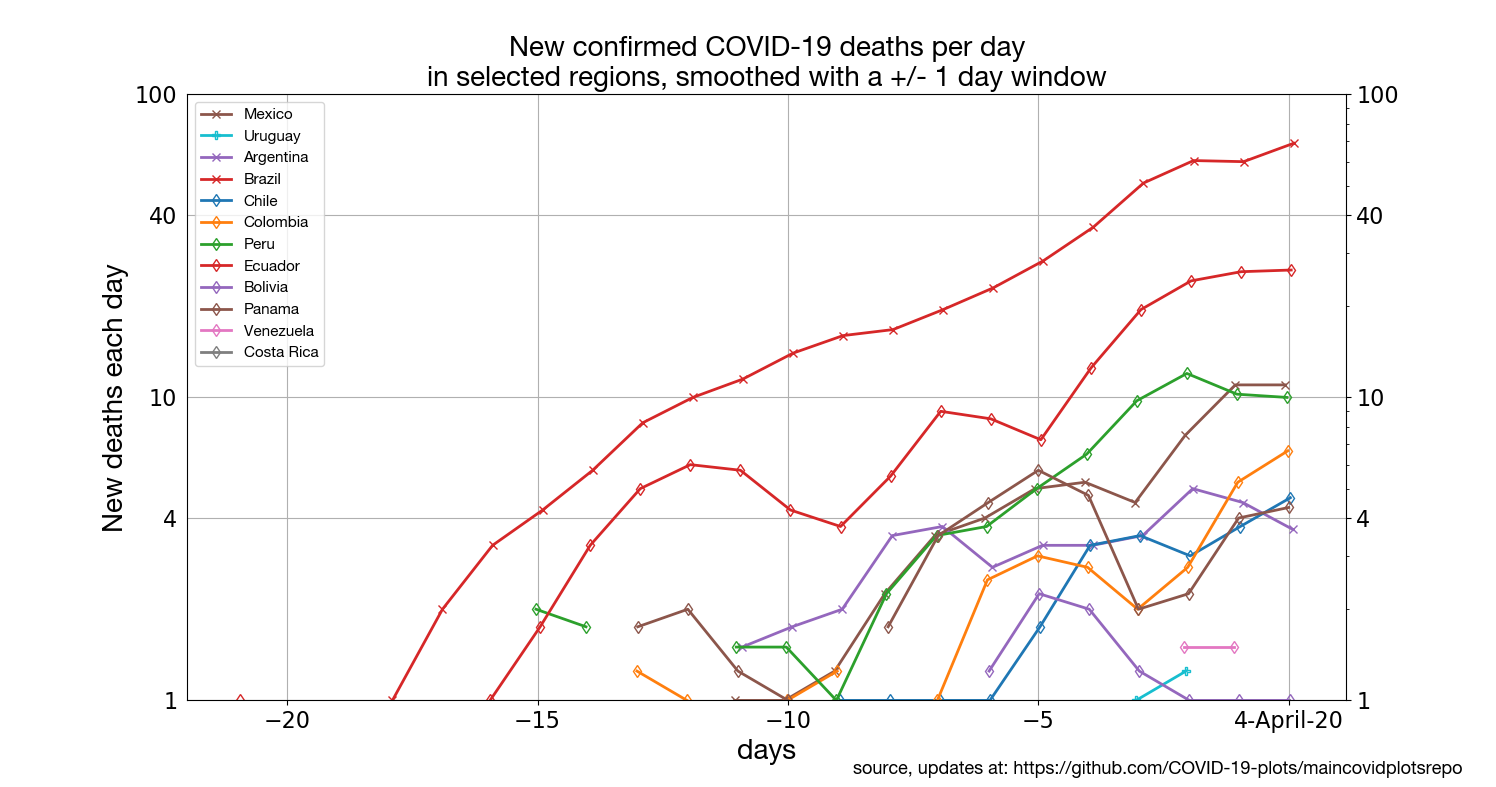 New confirmed COVID-19 deaths per day
in selected regions, smoothed with a +/- 1 day window
New deaths each day
100
40
10
4
1
Mexico
Uruguay
Argentina
Brazil
Chile
Colombia
Peru
Ecuador
Bolivia
Panama
Venezuela
Costa Rica
100
40
10
4
1
−20 −15 −10 −5 4-April-20
days
source, updates at: https://github.com/COVID-19-plots/maincovidplotsrepo